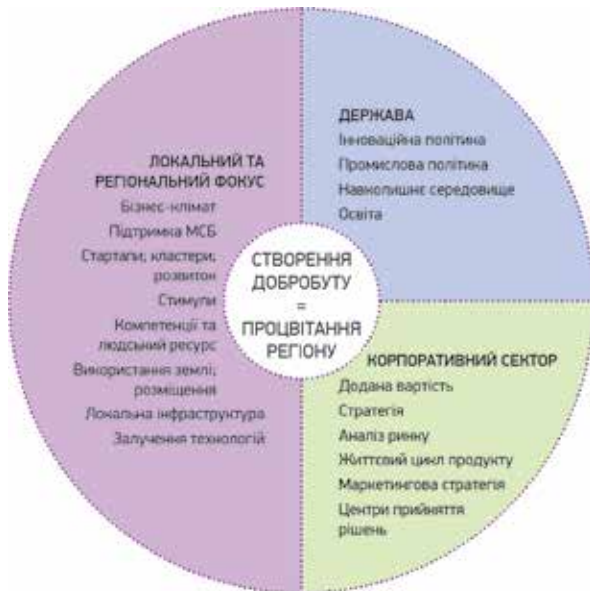 ЛОКАЛЬНИЙ ТА
РЕГІОНАЛЬНИЙ ФОКУС
Бізнес-клімат
Підтримка МСБ
Стартапи, кластери,
розвиток
Стимули
Компетенції та
людський ресурс
Використання землі,
розміщення
Локальна інфраструктура
Залучення технологій
СТВОРЕННЯ
ДОБРОБУТУ
=
ПРОЦВІТАННЯ
РЕГІОНУ
ДЕРЖАВА
Інноваційна політика
Промислова політика
Навколишнє середовище
Освіта
КОРПОРАТИВНИЙ СЕКТОР
Додана вартість
Стратегія
Аналіз ринку
Життєвий цикл продукту
Маркетингова стратегія
Центри прийняття
рішень